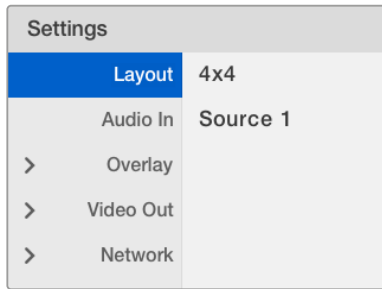 Settings
Layout 4x4
Audio In Source 1
Overlay
Video Out
Network